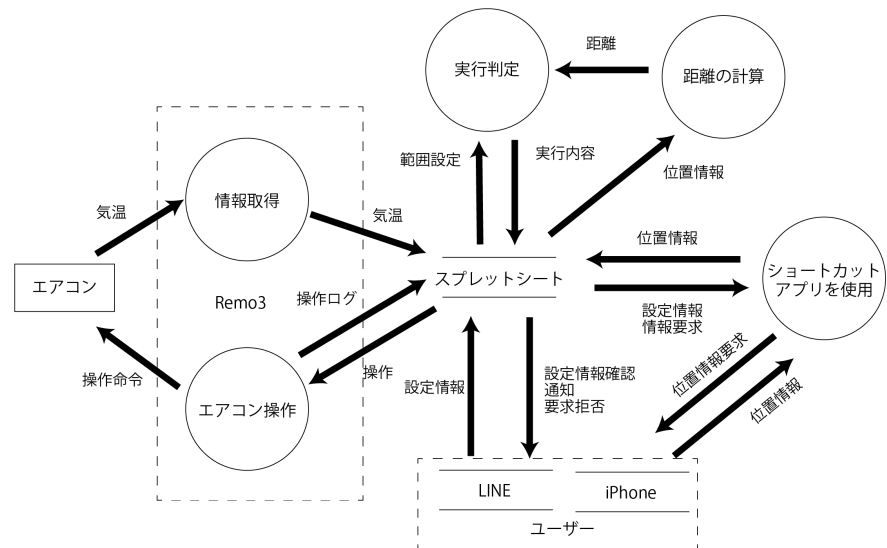 距離
実行判定
距離の計算
範囲設定
実行内容
位置情報
情報取得
気温
気温
位置情報
スプレットシート
ショートカット
アプリを使用
エアコン
Remo3
操作ログ
設定情報
情報要求
操作命令
操作
設定情報
設定情報確認
通知
要求拒否
位置情報要求
位置情報
エアコン操作
LINE
iPhone
ユーザー